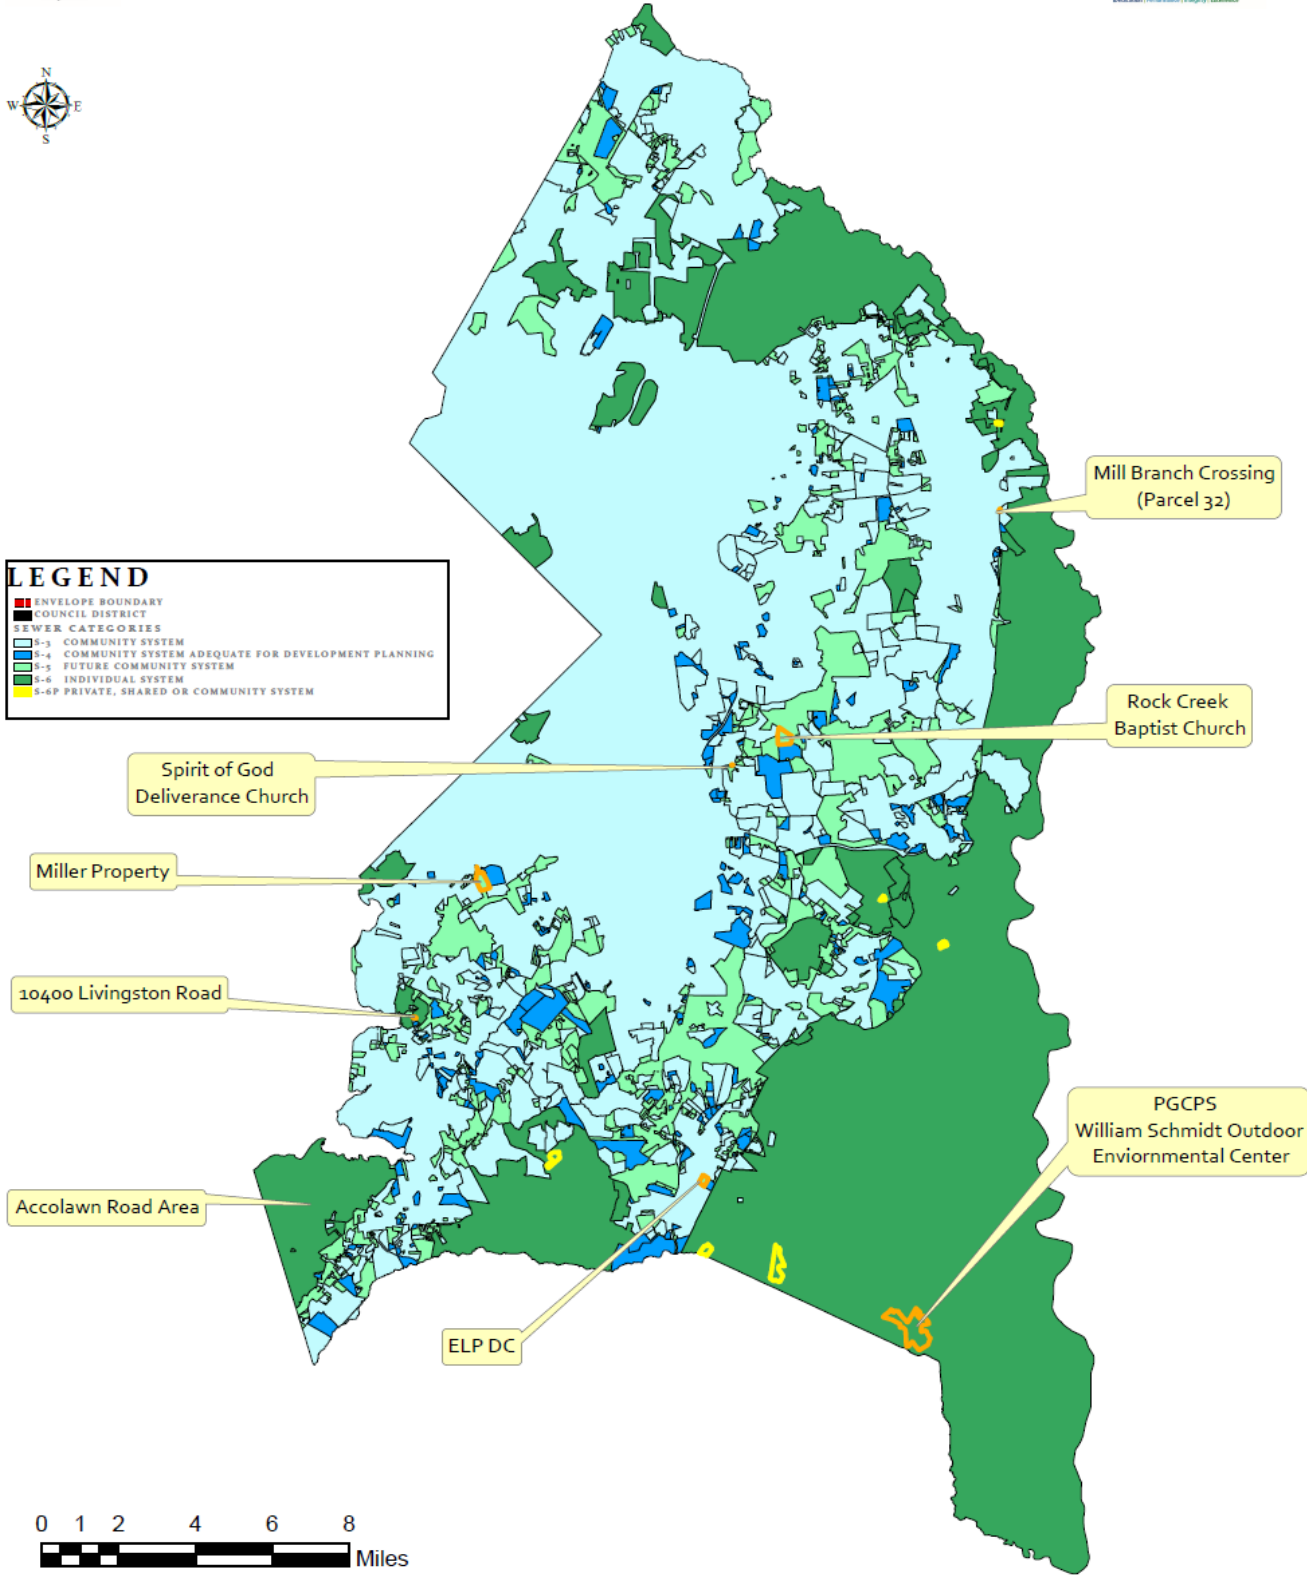 N
W E
S
LEGEND
ENVELOPE BOUNDARY
COUNCIL DISTRICT
SEWER CATEGORIES
S-3 COMMUNITY SYSTEM
S-4 COMMUNITY SYSTEM ADEQUATE FOR DEVELOPMENT PLANNING
S-5 FUTURE COMMUNITY SYSTEM
S-6 INDIVIDUAL SYSTEM
S-6P PRIVATE, SHARED OR COMMUNITY SYSTEM
Mill Branch Crossing
(Parcel 32)
Rock Creek
Baptist Church
Spirit of God
Deliverance Church
Miller Property
10400 Livingston Road
PGCPS
William Schmidt Outdoor
Enviornmental Center
Accolawn Road Area
ELP DC
0 1 2 4 6 8
Miles